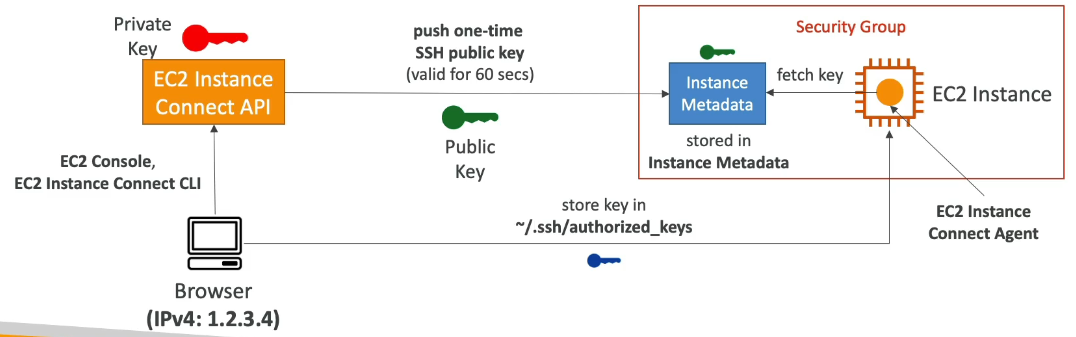 Private
Key
EC2 Instance
Connect API
push one-time
SSH public key
(valid for 60 secs)
Public
Key
Security Group
Instance
Metadata
fetch key
EC2 Instance
stored in
Instance Metadata
EC2 Console,
EC2 Instance Connect CLI
store key in
~/.ssh/authorized_keys
EC2 Instance
Connect Agent
Browser
(IPv4: 1.2.3.4)